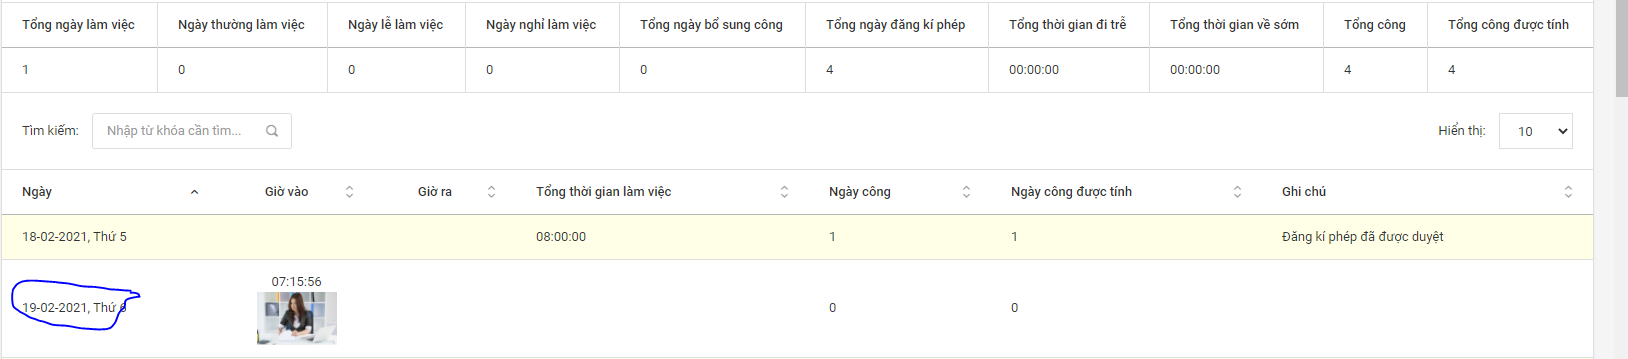 Tổng ngày làm việc Ngày thường làm việc Ngày lễ làm việc Ngày nghỉ làm việc Tổng ngày bổ sung công Tổng ngày đăng kí phép Tổng thời gian đi trễ Tổng thời gian về sớm Tổng công Tổng công được tính
1 0 0 0 0 4 00:00:00 00:00:00 4 4
Tìm kiếm: Nhập từ khóa cần tìm... Hiển thị: 10
Ngày Giờ vào Giờ ra Tổng thời gian làm việc Ngày công Ngày công được tính Ghi chú
18-02-2021, Thứ 5 08:00:00 1 1 Đăng kí phép đã được duyệt
07:15:56
19-02-2021, Thứ 6 0 0